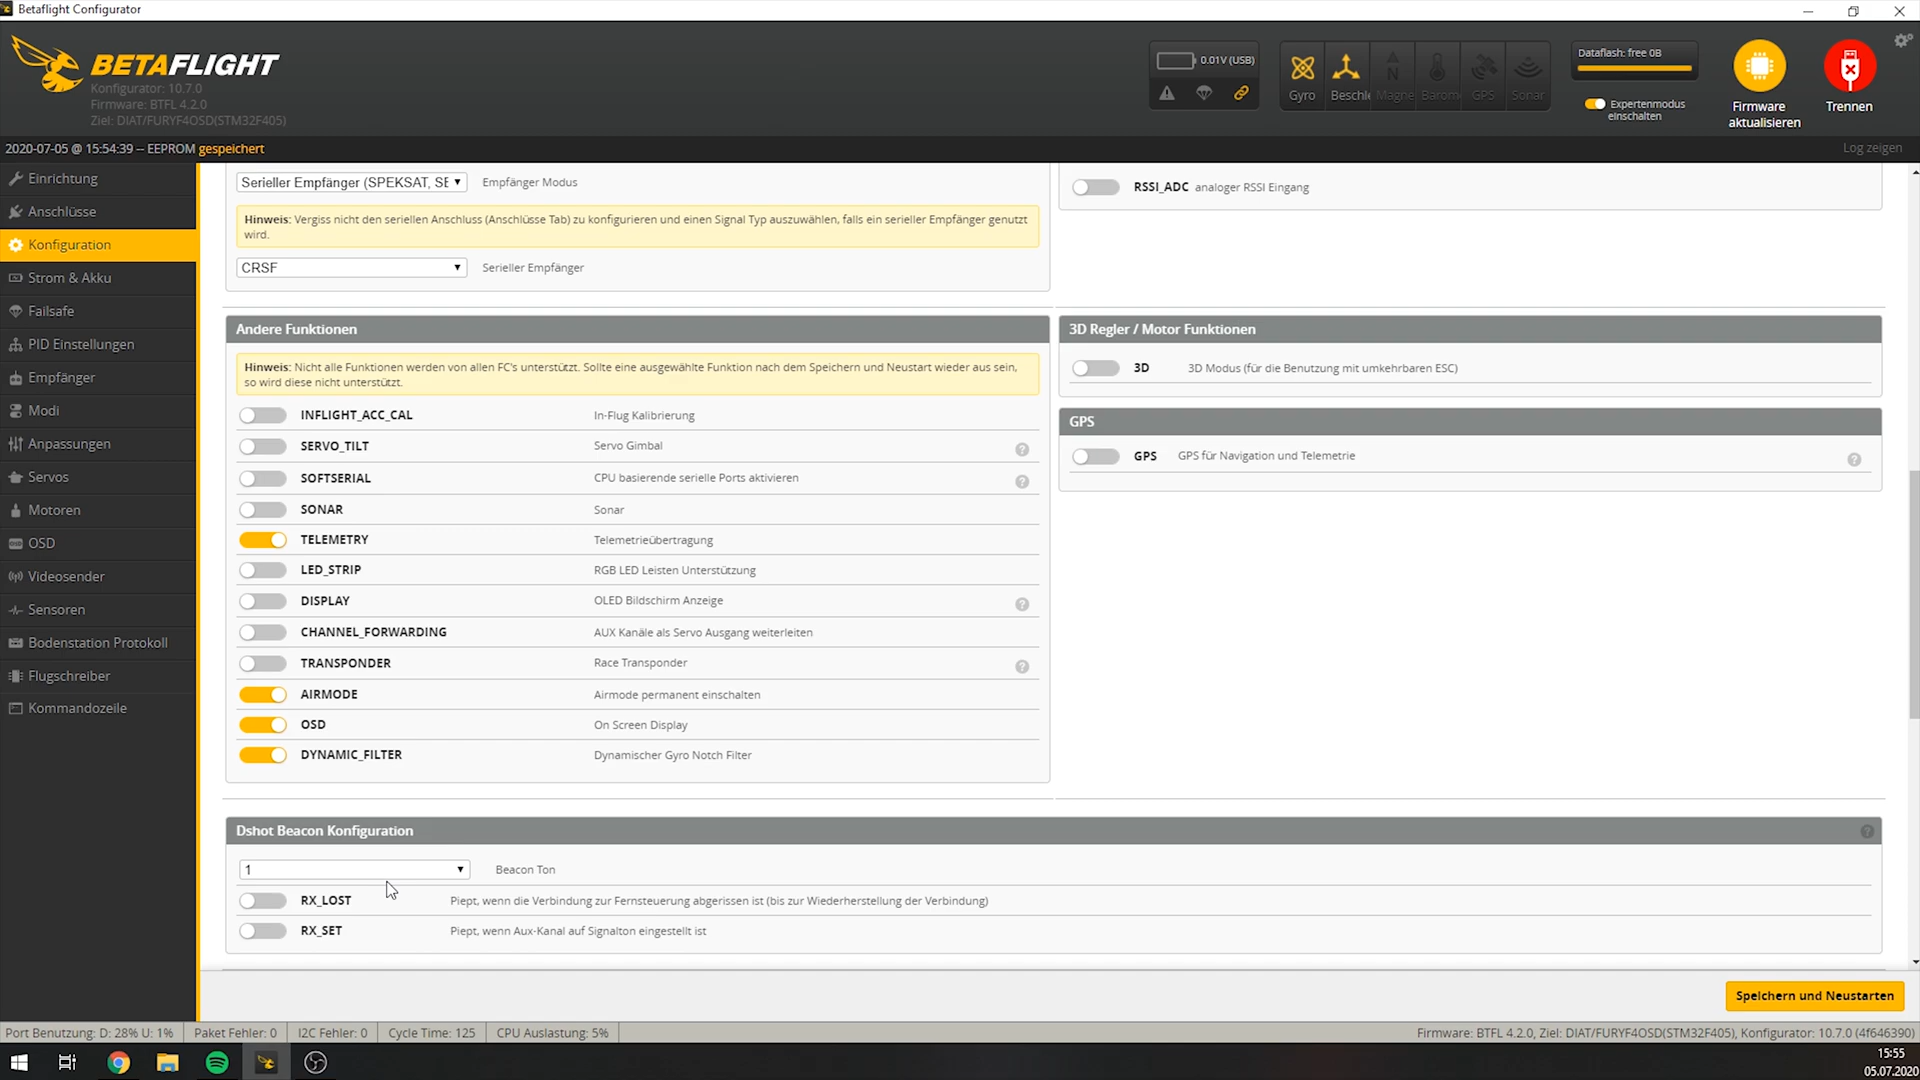 Betaflight Configurator
BETAFLIGHT
Konfigurator: 10.7.0
Firmware: BTFL 4.2.0
Ziel: DIAT/FURYF4OSD(STM32F405)
0.01V (USB)
Gyro
Beschle
Magne
Barom
GPS
Sonar
Dataflash: free 0B
Expertenmodus
einschalten
Firmware
aktualisieren
Trennen
2020-07-05 @ 15:54:39 -- EEPROM gespeichert
Log zeigen
Einrichtung
Anschlüsse
Konfiguration
Strom & Akku
Failsafe
PID Einstellungen
Empfänger
Modi
Anpassungen
Servos
Motoren
OSD
Videosender
Sensoren
Bodenstation Protokoll
Flugschreiber
Kommandozeile
Serieller Empfänger (SPEKSAT, SE
Empfänger Modus
Hinweis: Vergiss nicht den seriellen Anschluss (Anschlüsse Tab) zu konfigurieren und einen Signal Typ auszuwählen, falls ein serieller Empfänger genutzt
wird.
CRSF
Serieller Empfänger
RSSI_ADC analoger RSSI Eingang
Andere Funktionen
Hinweis: Nicht alle Funktionen werden von allen FC's unterstützt. Sollte eine ausgewählte Funktion nach dem Speichern und Neustart wieder aus sein,
so wird diese nicht unterstützt.
INFLIGHT_ACC_CAL In-Flug Kalibrierung
SERVO_TILT Servo Gimbal
SOFTSERIAL CPU basierende serielle Ports aktivieren
SONAR Sonar
TELEMETRY Telemetrieübertragung
LED_STRIP RGB LED Leisten Unterstützung
DISPLAY OLED Bildschirm Anzeige
CHANNEL_FORWARDING AUX Kanäle als Servo Ausgang weiterleiten
TRANSPONDER Race Transponder
AIRMODE Airmode permanent einschalten
OSD On Screen Display
DYNAMIC_FILTER Dynamischer Gyro Notch Filter
3D Regler / Motor Funktionen
3D 3D Modus (für die Benutzung mit umkehrbaren ESC)
GPS
GPS GPS für Navigation und Telemetrie
Dshot Beacon Konfiguration
1 Beacon Ton
RX_LOST Piept, wenn die Verbindung zur Fernsteuerung abgerissen ist (bis zur Wiederherstellung der Verbindung)
RX_SET Piept, wenn Aux-Kanal auf Signalton eingestellt ist
Speichern und Neustarten
Port Benutzung: D: 28% U: 1% Paket Fehler: 0 I2C Fehler: 0 Cycle Time: 125 CPU Auslastung: 5% Firmware: BTFL 4.2.0, Ziel: DIAT/FURYF4OSD(STM32F405), Konfigurator: 10.7.0 (4f646390)
15:55
05.07.2020